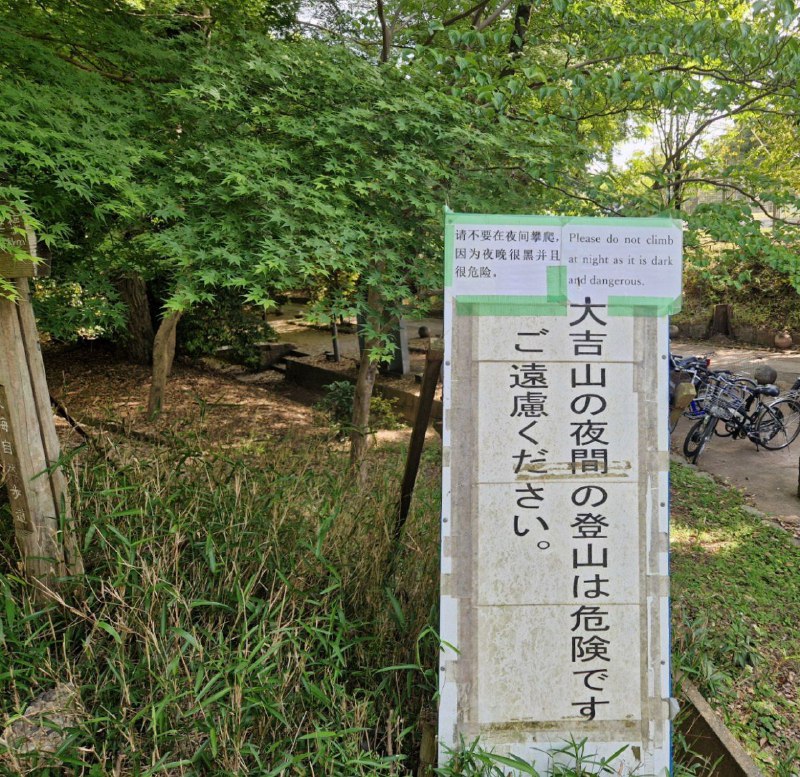 请不要在夜间攀爬，
因为夜晚很黑并且
很危险。
Please do not climb
at night as it is dark
and dangerous.
大吉山の夜間の登山は危険です
ご遠慮ください。